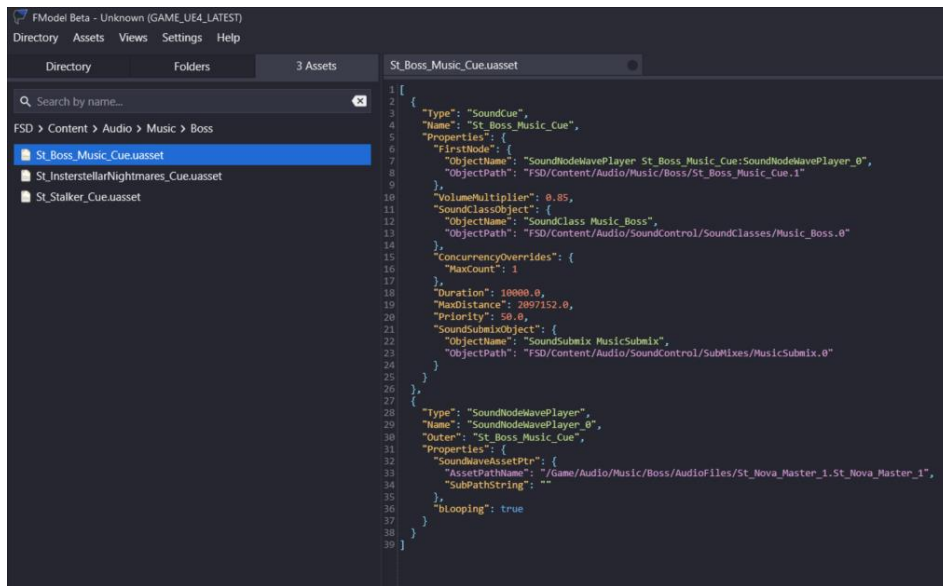 FModel Beta - Unknown (GAME_UE4_LATEST)
Directory Assets Views Settings Help
Directory Folders 3 Assets
Search by name...
FSD > Content > Audio > Music > Boss
St_Boss_Music_Cue.uasset
St_InsterstellarNightmares_Cue.uasset
St_Stalker_Cue.uasset
St_Boss_Music_Cue.uasset
1 [
2 {
3 "Type": "SoundCue",
4 "Name": "St_Boss_Music_Cue",
5 "Properties": {
6 "FirstNode": {
7 "ObjectName": "SoundNodeWavePlayer St_Boss_Music_Cue:SoundNodeWavePlayer_0",
8 "ObjectPath": "FSD/Content/Audio/Music/Boss/St_Boss_Music_Cue.1"
9 },
10 "VolumeMultiplier": 0.85,
11 "SoundClassObject": {
12 "ObjectName": "SoundClass Music_Boss",
13 "ObjectPath": "FSD/Content/Audio/SoundControl/SoundClasses/Music_Boss.0"
14 },
15 "ConcurrencyOverrides": {
16 "MaxCount": 1
17 },
18 "Duration": 10000.0,
19 "MaxDistance": 2097152.0,
20 "Priority": 50.0,
21 "SoundSubmixObject": {
22 "ObjectName": "SoundSubmix MusicSubmix",
23 "ObjectPath": "FSD/Content/Audio/SoundControl/SubMixes/MusicSubmix.0"
24 }
25 }
26 },
27 {
28 "Type": "SoundNodeWavePlayer",
29 "Name": "SoundNodeWavePlayer_0",
30 "Outer": "St_Boss_Music_Cue",
31 "Properties": {
32 "SoundWaveAssetPtr": {
33 "AssetPathName": "/Game/Audio/Music/Boss/AudioFiles/St_Nova_Master_1.St_Nova_Master_1",
34 "SubPathString": ""
35 },
36 "bLooping": true
37 }
38 }
39 ]